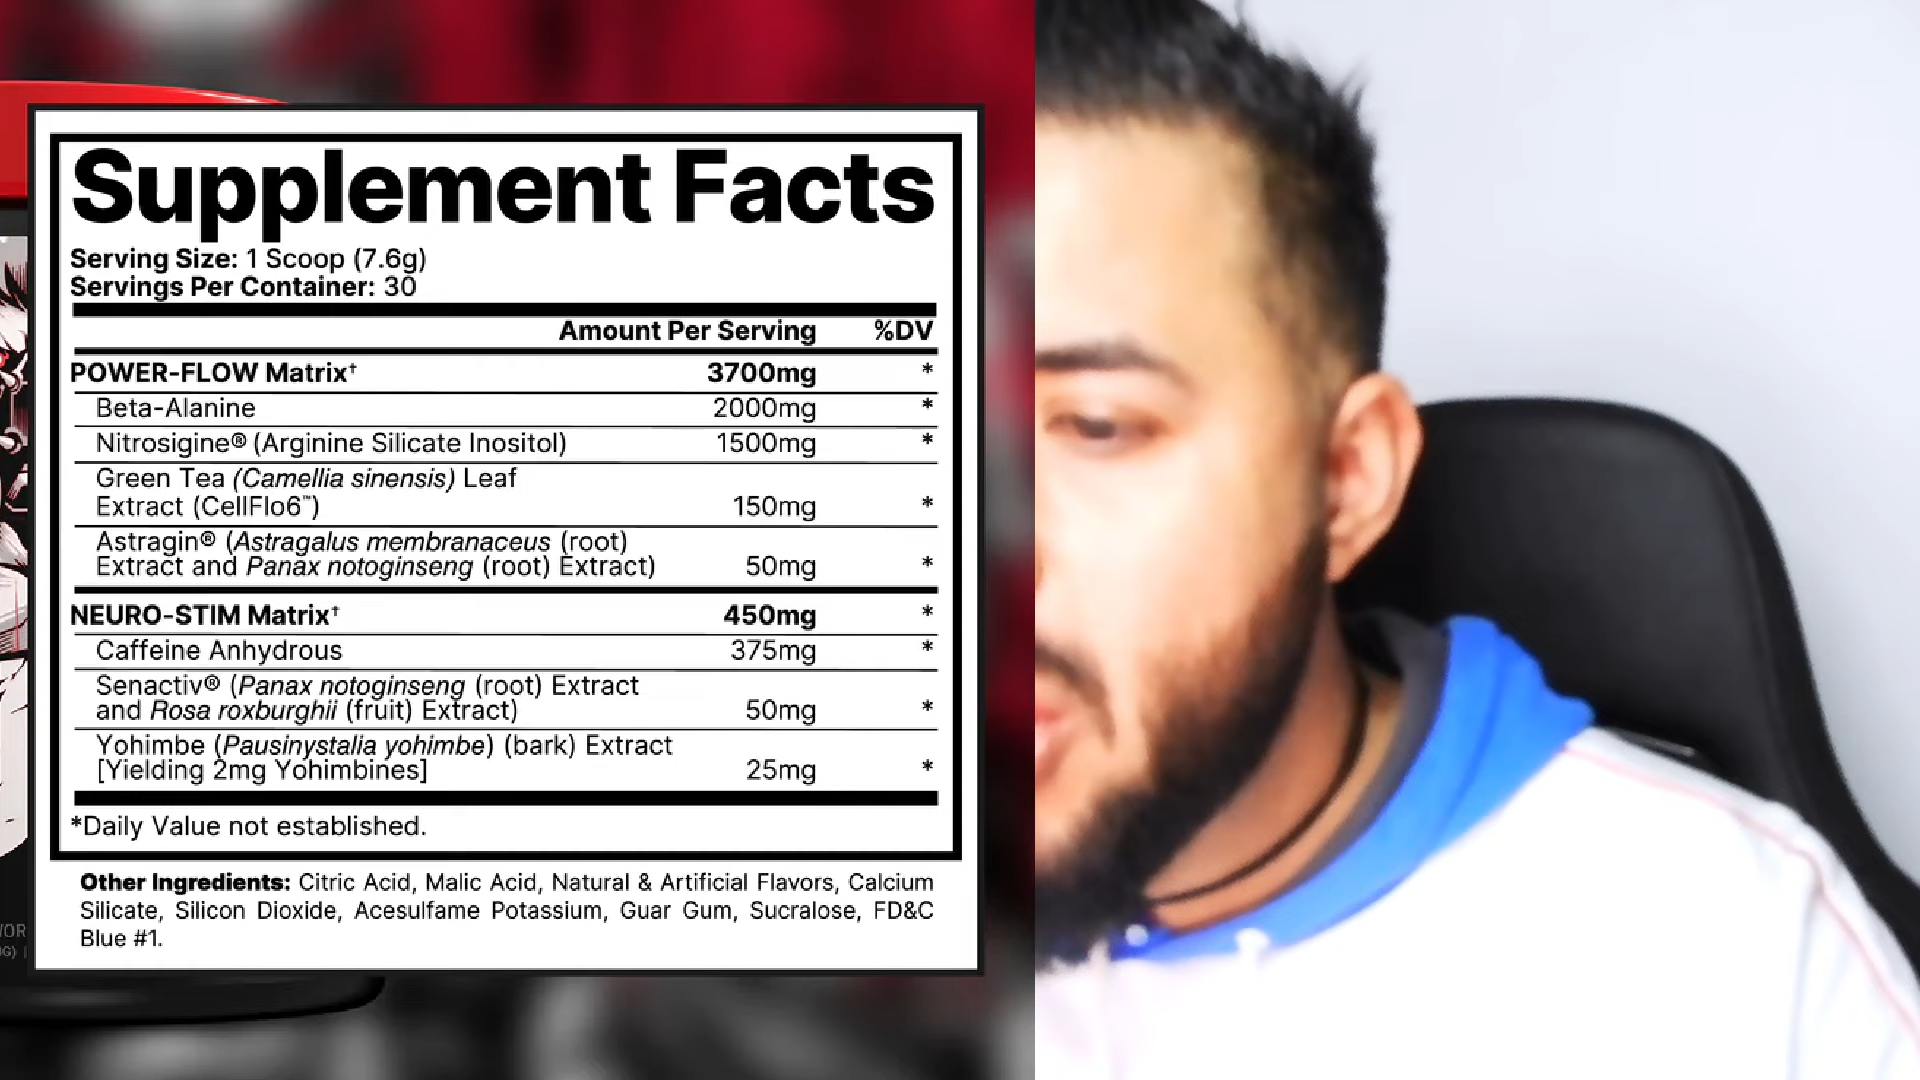 Supplement Facts
Serving Size: 1 Scoop (7.6g)
Servings Per Container: 30
Amount Per Serving %DV
POWER-FLOW Matrix† 3700mg *
Beta-Alanine 2000mg *
Nitrosigine® (Arginine Silicate Inositol) 1500mg *
Green Tea (Camellia sinensis) Leaf
Extract (CellFlo6™) 150mg *
Astragin® (Astragalus membranaceus (root)
Extract and Panax notoginseng (root) Extract) 50mg *
NEURO-STIM Matrix† 450mg *
Caffeine Anhydrous 375mg *
Senactiv® (Panax notoginseng (root) Extract
and Rosa roxburghii (fruit) Extract) 50mg *
Yohimbe (Pausinystalia yohimbe) (bark) Extract
[Yielding 2mg Yohimbines] 25mg *
*Daily Value not established.
Other Ingredients: Citric Acid, Malic Acid, Natural & Artificial Flavors, Calcium
Silicate, Silicon Dioxide, Acesulfame Potassium, Guar Gum, Sucralose, FD&C
Blue #1.